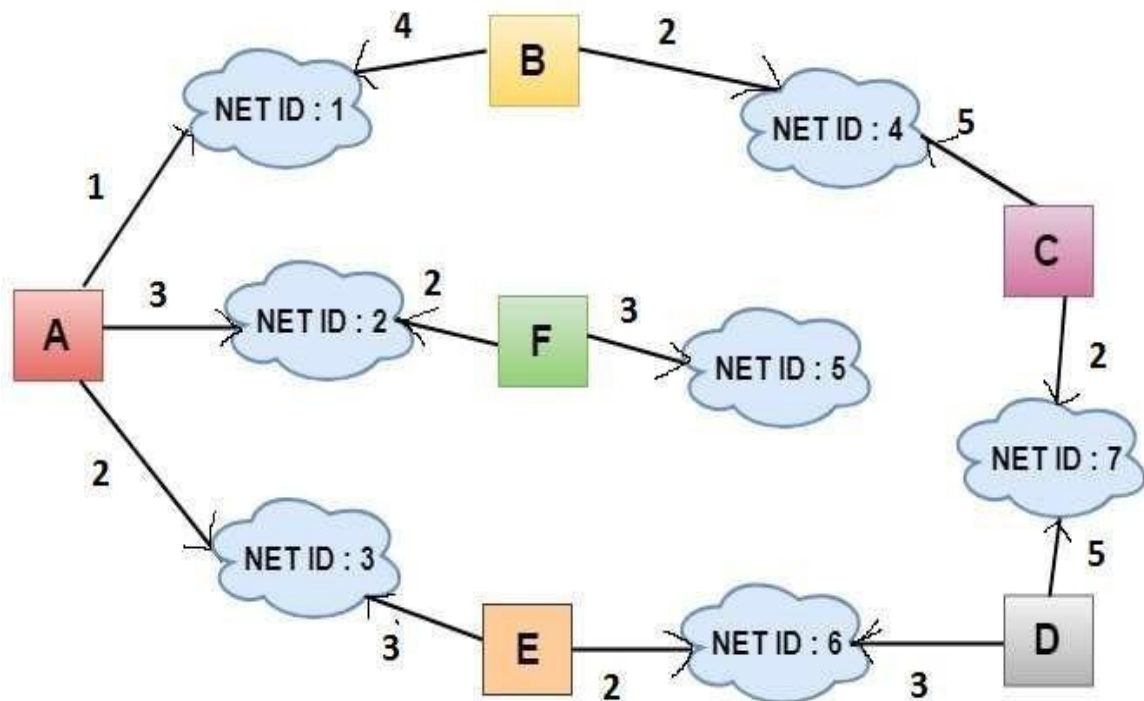 4
B
2
NET ID : 1
NET ID : 4
5
1
C
3
NET ID : 2
2
A
F
3
NET ID : 5
2
2
NET ID : 7
NET ID : 3
5
3
E
2
NET ID : 6
3
D